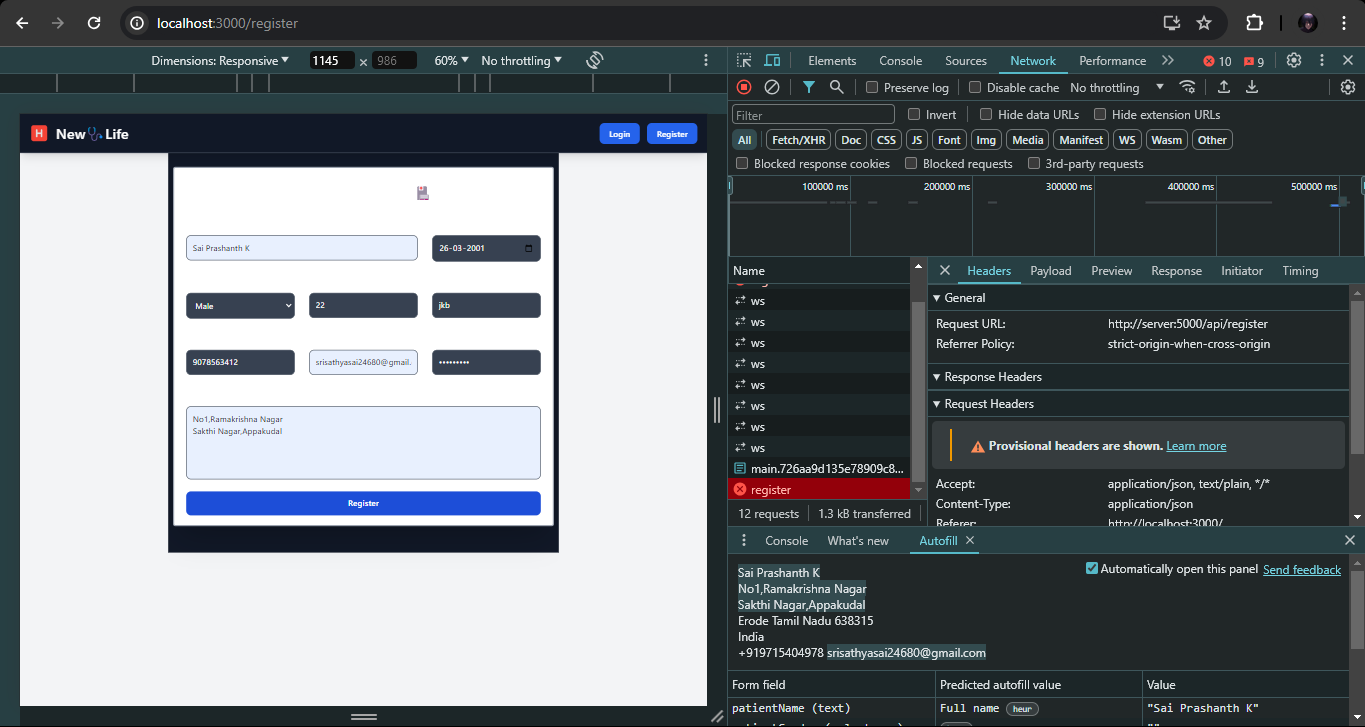 localhost:3000/register
Dimensions: Responsive 1145 x 986 60% No throttling
Elements Console Sources Network Performance 10 9
Preserve log Disable cache No throttling
Filter Invert Hide data URLs Hide extension URLs
All Fetch/XHR Doc CSS JS Font Img Media Manifest WS Wasm Other
Blocked response cookies Blocked requests 3rd-party requests
100000 ms 200000 ms 300000 ms 400000 ms 500000 ms
H New Life Login Register
Sai Prashanth K 26-03-2001
Male 22 jkb
9078563412 srisathyasai24680@gmail. •••••••••
No1,Ramakrishna Nagar
Sakthi Nagar,Appakudal
Register
Name
ws
ws
ws
ws
ws
ws
ws
ws
main.726aa9d135e78909c8...
register
12 requests 1.3 kB transferred
Headers Payload Preview Response Initiator Timing
General
Request URL: http://server:5000/api/register
Referrer Policy: strict-origin-when-cross-origin
Response Headers
Request Headers
Provisional headers are shown. Learn more
Accept: application/json, text/plain, */*
Content-Type: application/json
Referer: http://localhost:3000/
Console What's new Autofill
Automatically open this panel Send feedback
Sai Prashanth K
No1,Ramakrishna Nagar
Sakthi Nagar,Appakudal
Erode Tamil Nadu 638315
India
+919715404978 srisathyasai24680@gmail.com
Form field Predicted autofill value Value
patientName (text) Full name heur "Sai Prashanth K"